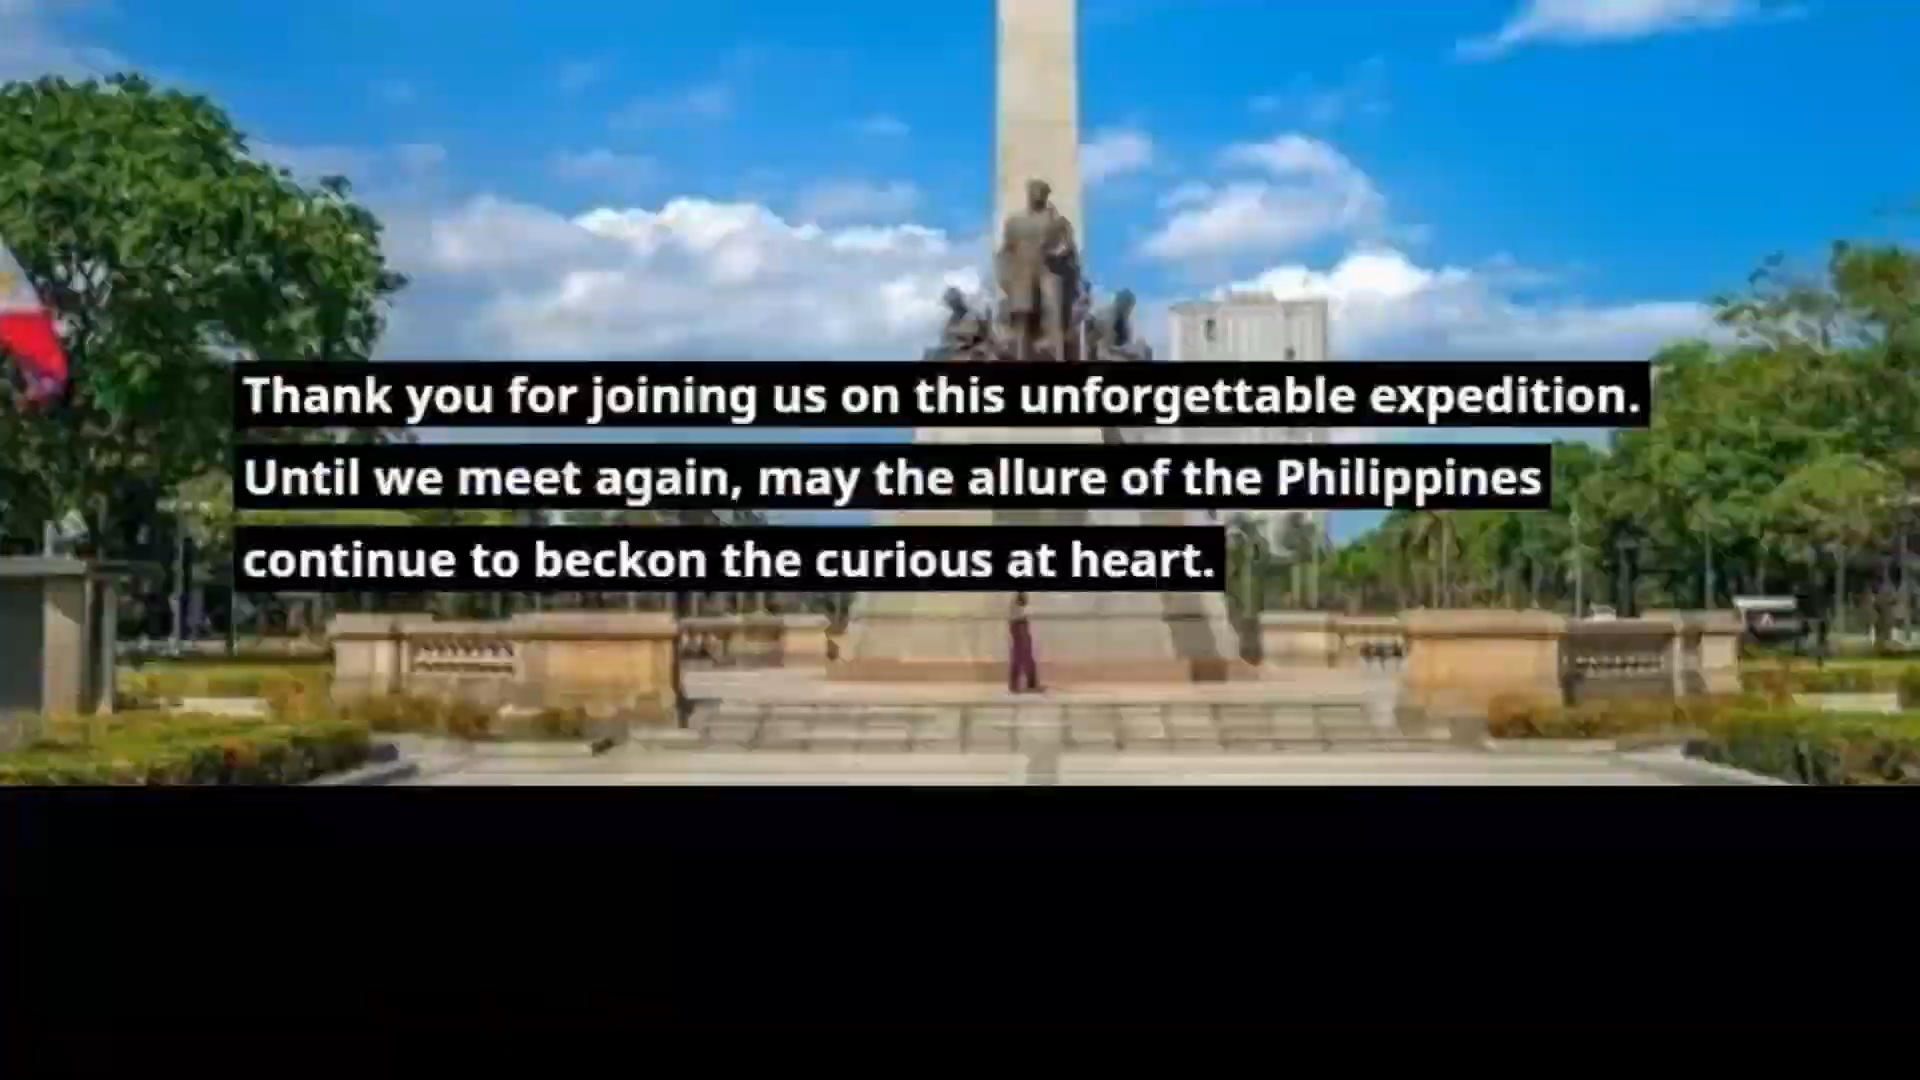 Thank you for joining us on this unforgettable expedition.
Until we meet again, may the allure of the Philippines
continue to beckon the curious at heart.